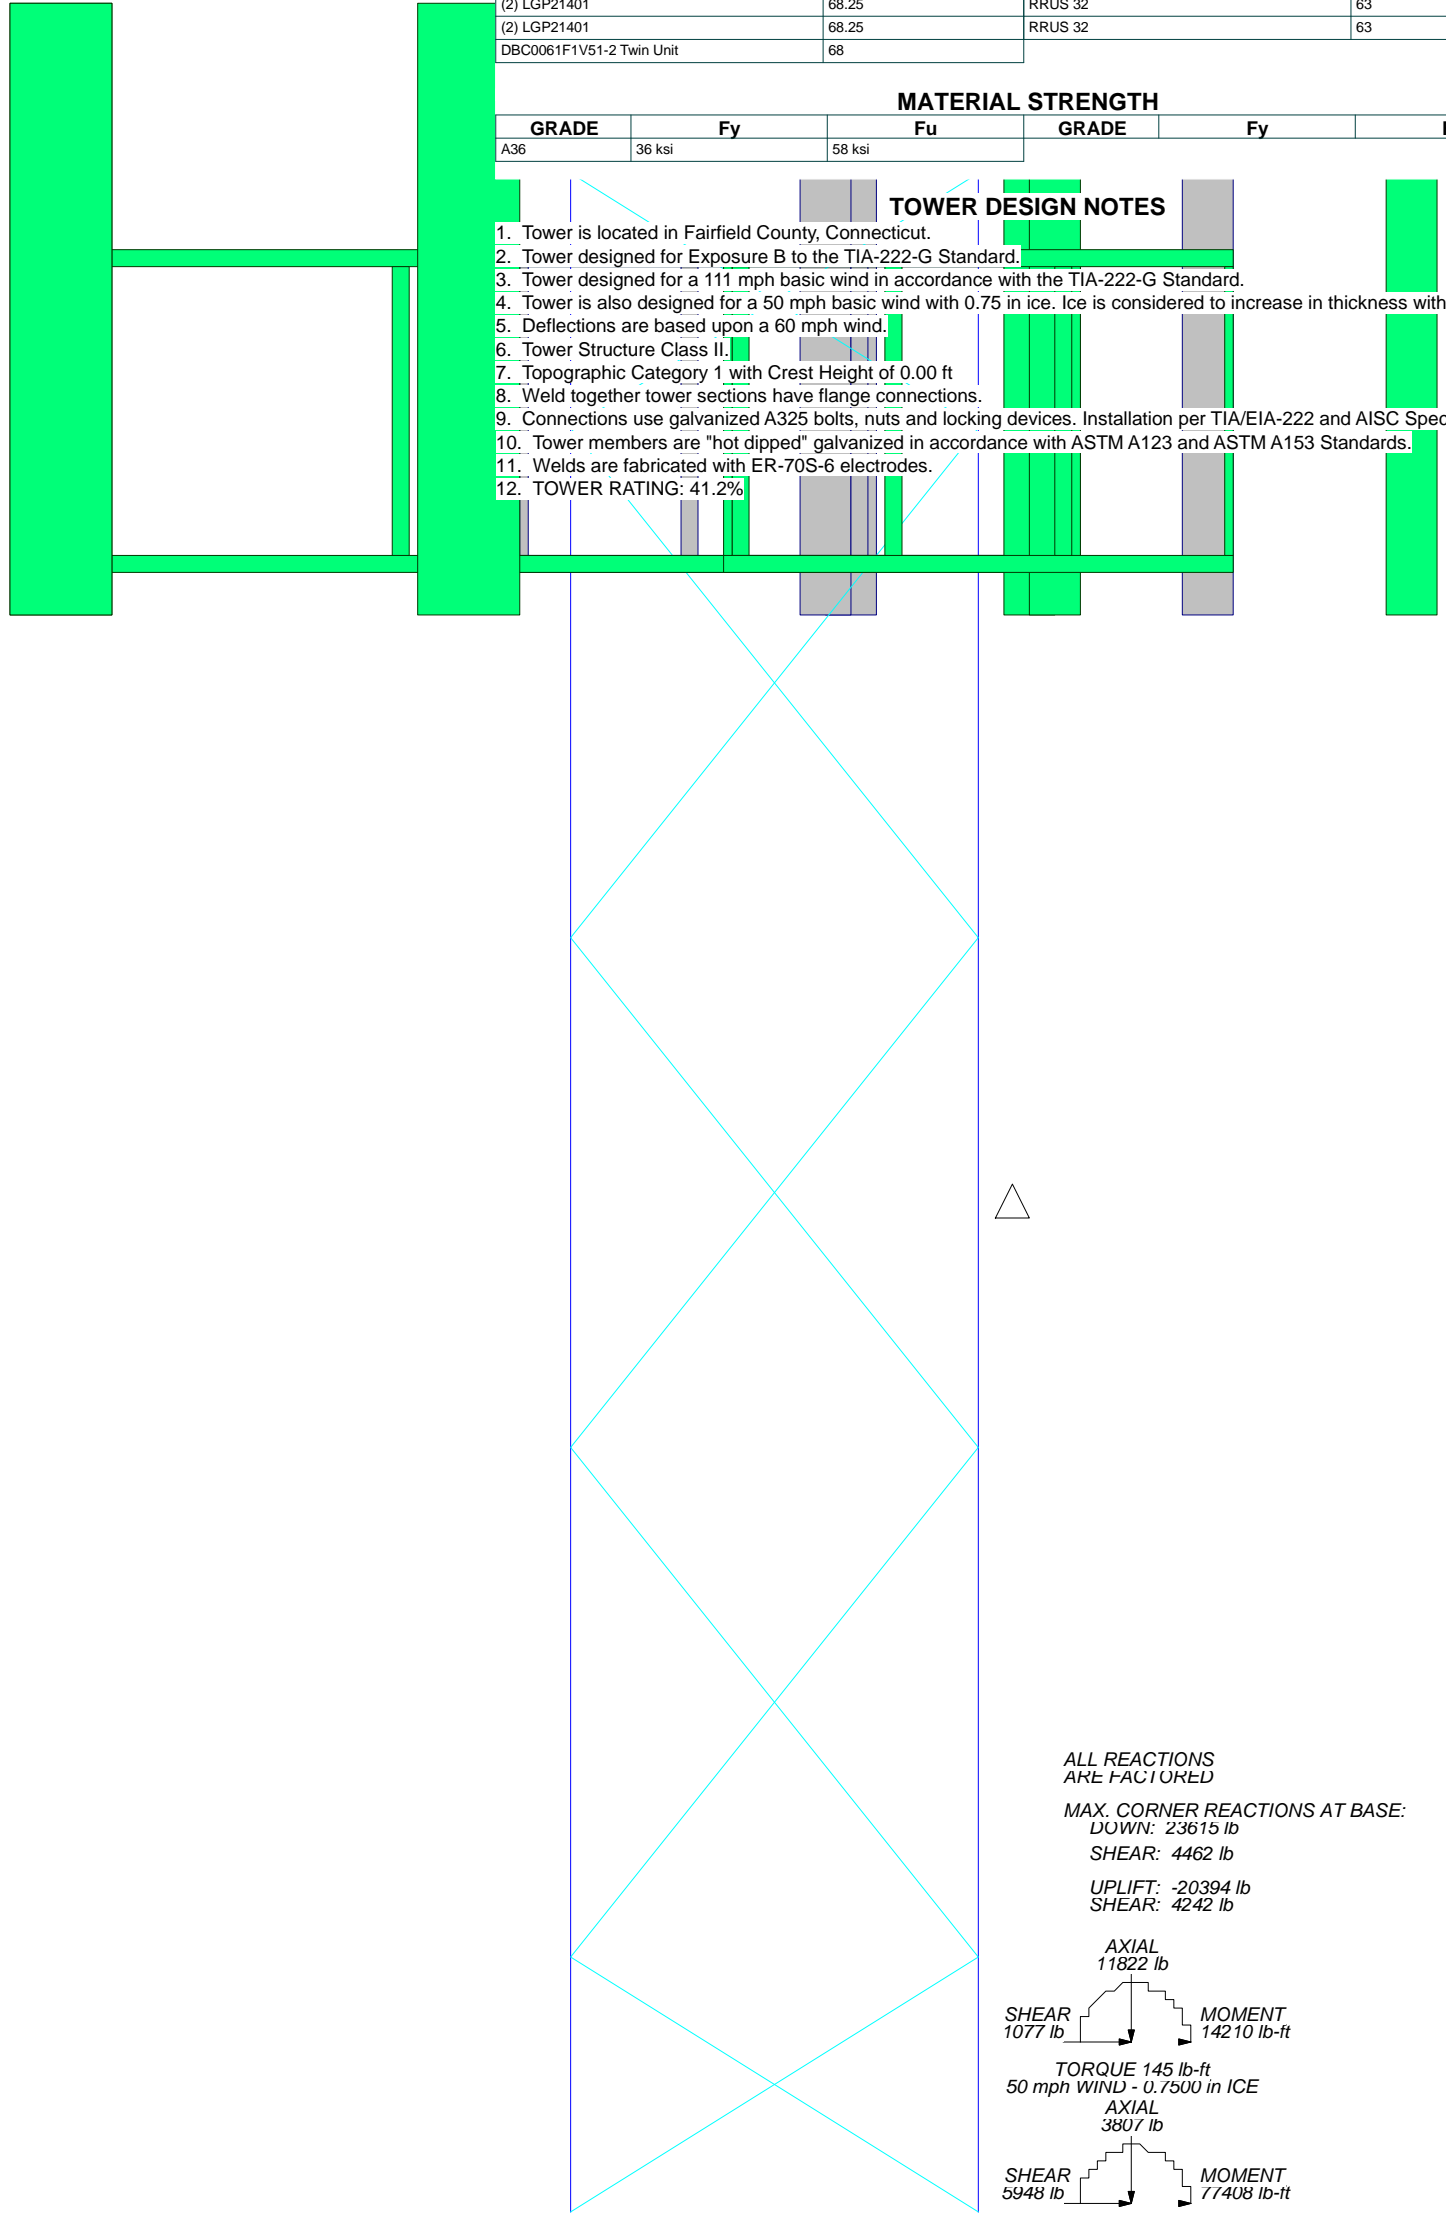 (2) LGP21401 68.25 RRUS 32 63
(2) LGP21401 68.25 RRUS 32 63
DBC0061F1V51-2 Twin Unit 68
MATERIAL STRENGTH
GRADE Fy Fu GRADE Fy
A36 36 ksi 58 ksi
TOWER DESIGN NOTES
1. Tower is located in Fairfield County, Connecticut.
2. Tower designed for Exposure B to the TIA-222-G Standard.
3. Tower designed for a 111 mph basic wind in accordance with the TIA-222-G Standard.
4. Tower is also designed for a 50 mph basic wind with 0.75 in ice. Ice is considered to increase in thickness with
5. Deflections are based upon a 60 mph wind.
6. Tower Structure Class II.
7. Topographic Category 1 with Crest Height of 0.00 ft
8. Weld together tower sections have flange connections.
9. Connections use galvanized A325 bolts, nuts and locking devices. Installation per TIA/EIA-222 and AISC Spec
10. Tower members are "hot dipped" galvanized in accordance with ASTM A123 and ASTM A153 Standards.
11. Welds are fabricated with ER-70S-6 electrodes.
12. TOWER RATING: 41.2%
ALL REACTIONS
ARE FACTORED
MAX. CORNER REACTIONS AT BASE:
DOWN: 23615 lb
SHEAR: 4462 lb
UPLIFT: -20394 lb
SHEAR: 4242 lb
AXIAL
11822 lb
SHEAR MOMENT
1077 lb 14210 lb-ft
TORQUE 145 lb-ft
50 mph WIND - 0.7500 in ICE
AXIAL
3807 lb
SHEAR MOMENT
5948 lb 77408 lb-ft